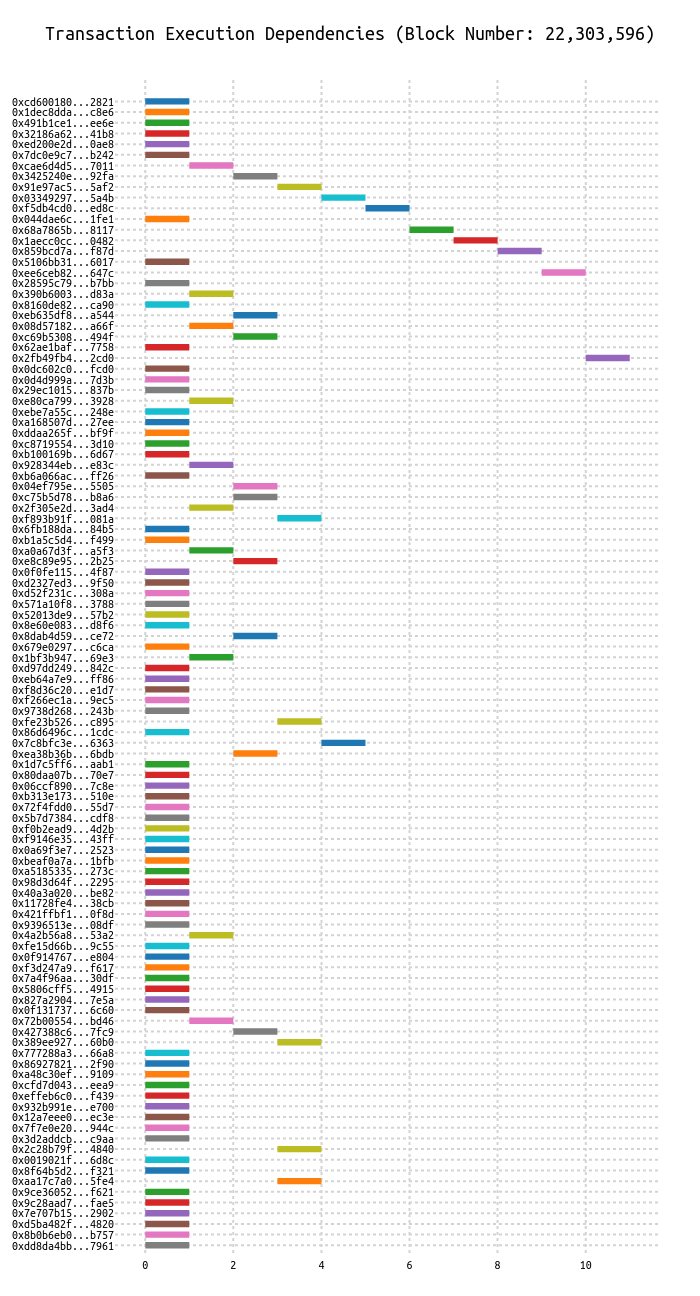 Transaction Execution Dependencies (Block Number: 22,303,596)
0xcd600180...2821
0x1dec8dda...c8e6
0x491b1ce1...ee6e
0x32186a62...41b8
0xed200e2d...0ae8
0x7dc0e9c7...b242
0xcae6d4d5...7011
0x3425240e...92fa
0x91e97ac5...5af2
0x03349297...5a4b
0xf5db4cd0...ed8c
0x044dae6c...1fe1
0x68a7865b...8117
0x1aecc0cc...0482
0x859bcd7a...f87d
0x5106bb31...6017
0xee6ceb82...647c
0x28595c79...b7bb
0x390b6003...d83a
0x8160de82...ca90
0xeb635df8...a544
0x08d57182...a66f
0xc69b5308...494f
0x62ae1baf...7758
0x2fb49fb4...2cd0
0x0dc602c0...fcd0
0x0d4d999a...7d3b
0x29ec1015...837b
0xe80ca799...3928
0xebe7a55c...248e
0xa168507d...27ee
0xddaa265f...bf9f
0xc8719554...3d10
0xb100169b...6d67
0x928344eb...e83c
0xb6a066ac...ff26
0x04ef795e...5505
0xc75b5d78...b8a6
0x2f305e2d...3ad4
0xf893b91f...081a
0x6fb188da...84b5
0xb1a5c5d4...f499
0xa0a67d3f...a5f3
0xe8c89e95...2b25
0x0f0fe115...4f87
0xd2327ed3...9f50
0xd52f231c...308a
0x571a10f8...3788
0x52013de9...57b2
0x8e60e083...d8f6
0x8dab4d59...ce72
0x679e0297...c6ca
0x1bf3b947...69e3
0xd97dd249...842c
0xeb64a7e9...ff86
0xf8d36c20...e1d7
0xf266ec1a...9ec5
0x9738d268...243b
0xfe23b526...c895
0x86d6496c...1cdc
0x7c8bfc3e...6363
0xea38b36b...6bdb
0x1d7c5ff6...aab1
0x80daa07b...70e7
0x06ccf890...7c8e
0xb313e173...510e
0x72f4fdd0...55d7
0x5b7d7384...cdf8
0xf0b2ead9...4d2b
0xf9146e35...43ff
0x0a69f3e7...2523
0xbeaf0a7a...1bfb
0xa5185335...273c
0x98d3d64f...2295
0x40a3a020...be82
0x11728fe4...38cb
0x421ffbf1...0f8d
0x9396513e...08df
0x4a2b56a8...53a2
0xfe15d66b...9c55
0x0f914767...e804
0xf3d247a9...f617
0x7a4f96aa...30df
0x5806cff5...4915
0x827a2904...7e5a
0x0f131737...6c60
0x72b00554...bd46
0x427388c6...7fc9
0x389ee927...60b0
0x777288a3...66a8
0x86927821...2f90
0xa48c30ef...9109
0xcfd7d043...eea9
0xeffeb6c0...f439
0x932b991e...e700
0x12a7eee0...ec3e
0x7f7e0e20...944c
0x3d2addcb...c9aa
0x2c28b79f...4840
0x0019021f...6d8c
0x8f64b5d2...f321
0xaa17c7a0...5fe4
0x9ce36052...f621
0x9c28aad7...fae5
0x7e707b15...2902
0xd5ba482f...4820
0x8b0b6eb0...b757
0xdd8da4bb...7961
0 2 4 6 8 10